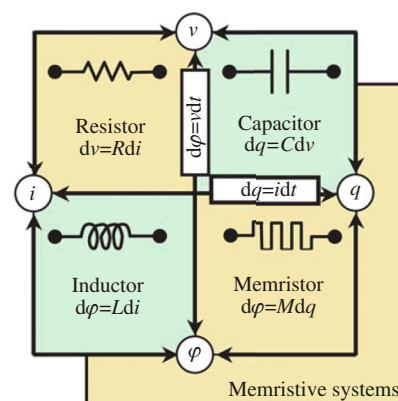 v
Resistor
dv=Rdi
dφ=vdt
Capacitor
dq=Cdv
i
dq=idt
q
Inductor
dφ=Ldi
Memristor
dφ=Mdq
φ
Memristive systems